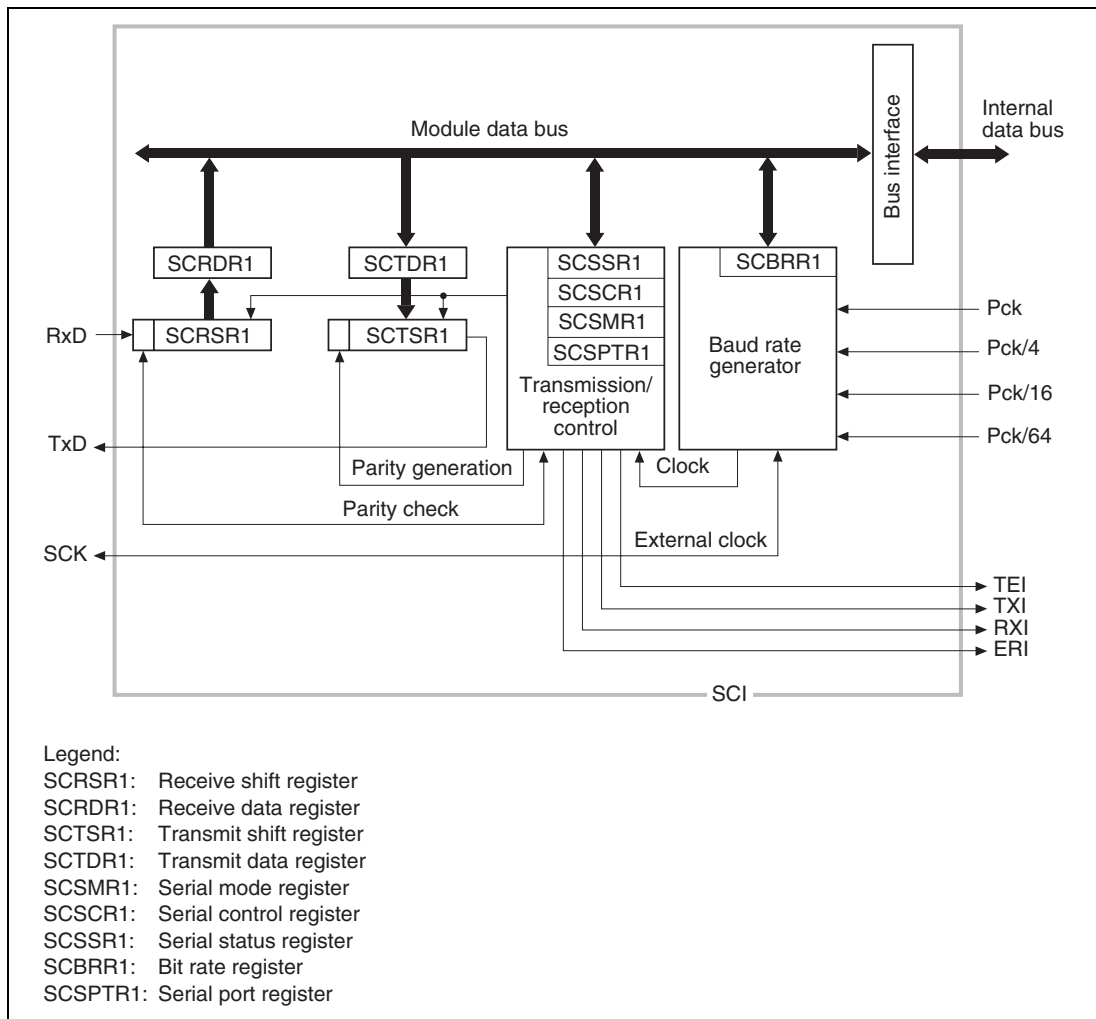 Module data bus
Bus interface
Internal
data bus
SCRDR1
SCTDR1
SCSSR1
SCSCR1
SCSMR1
SCSPTR1
Transmission/
reception
control
SCBRR1
Baud rate
generator
RxD
SCRSR1
SCTSR1
Pck
Pck/4
Pck/16
Pck/64
TxD
Parity generation
Clock
Parity check
SCK
External clock
TEI
TXI
RXI
ERI
SCI
Legend:
SCRSR1: Receive shift register
SCRDR1: Receive data register
SCTSR1: Transmit shift register
SCTDR1: Transmit data register
SCSMR1: Serial mode register
SCSCR1: Serial control register
SCSSR1: Serial status register
SCBRR1: Bit rate register
SCSPTR1: Serial port register